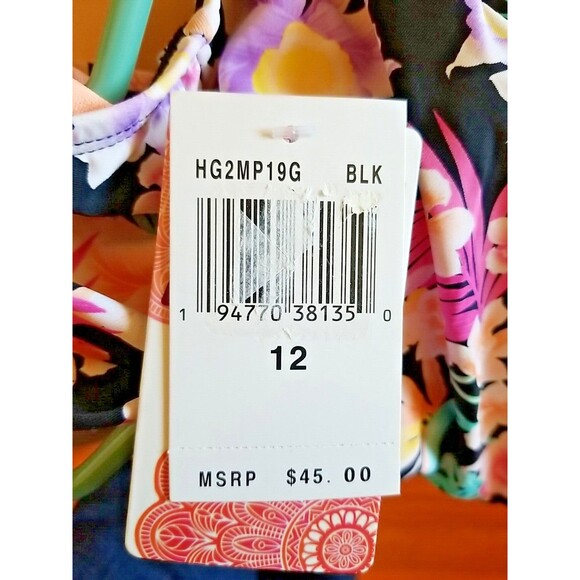 HG2MP19G BLK
1 94770 38135 0
12
MSRP $45.00